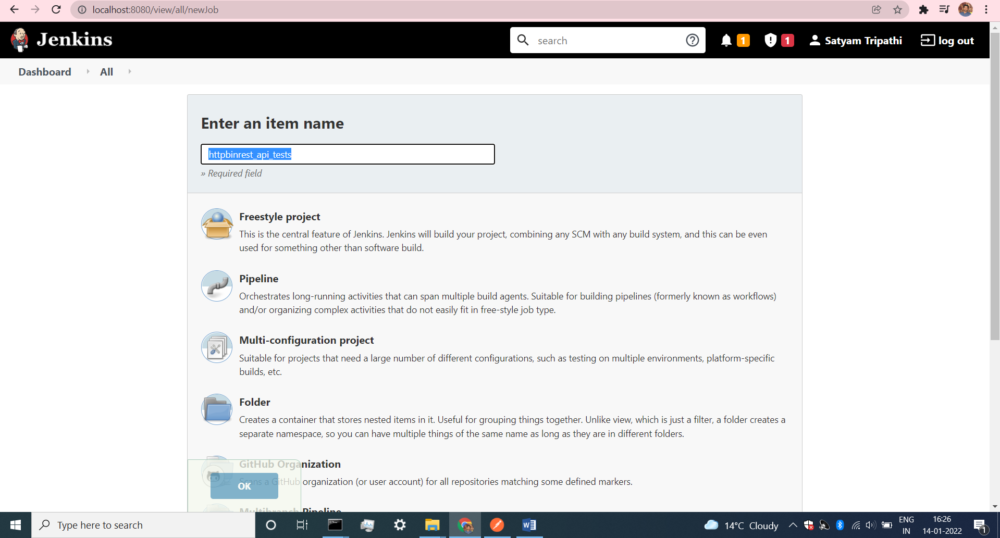 localhost:8080/view/all/newJob
Jenkins
search
1
1
Satyam Tripathi
log out
Dashboard
All
Enter an item name
httpbinrest_api_tests
» Required field
Freestyle project
This is the central feature of Jenkins. Jenkins will build your project, combining any SCM with any build system, and this can be even
used for something other than software build.
Pipeline
Orchestrates long-running activities that can span multiple build agents. Suitable for building pipelines (formerly known as workflows)
and/or organizing complex activities that do not easily fit in free-style job type.
Multi-configuration project
Suitable for projects that need a large number of different configurations, such as testing on multiple environments, platform-specific
builds, etc.
Folder
Creates a container that stores nested items in it. Useful for grouping things together. Unlike view, which is just a filter, a folder creates a
separate namespace, so you can have multiple things of the same name as long as they are in different folders.
GitHub Organization
Scans a GitHub organization (or user account) for all repositories matching some defined markers.
OK
Multibranch Pipeline
Type here to search
14°C Cloudy
ENG
IN
16:26
14-01-2022
1